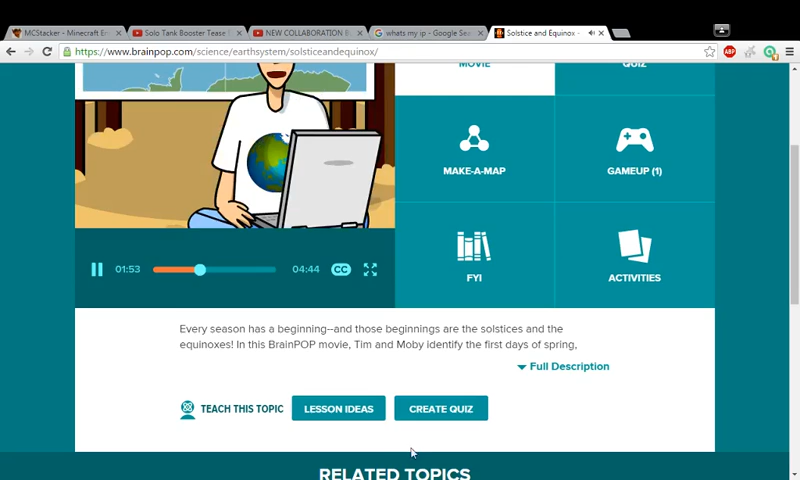 MCStacker - Minecraft En
Solo Tank Booster Tease
NEW COLLABORATION
whats my ip - Google Sea
Solstice and Equinox -
https://www.brainpop.com/science/earthsystem/solsticeandequinox/
ABP
MOVIE
QUIZ
MAKE-A-MAP
GAMEUP (1)
01:53
04:44
CC
FYI
ACTIVITIES
Every season has a beginning--and those beginnings are the solstices and the
equinoxes! In this BrainPOP movie, Tim and Moby identify the first days of spring,
Full Description
TEACH THIS TOPIC
LESSON IDEAS
CREATE QUIZ
RELATED TOPICS